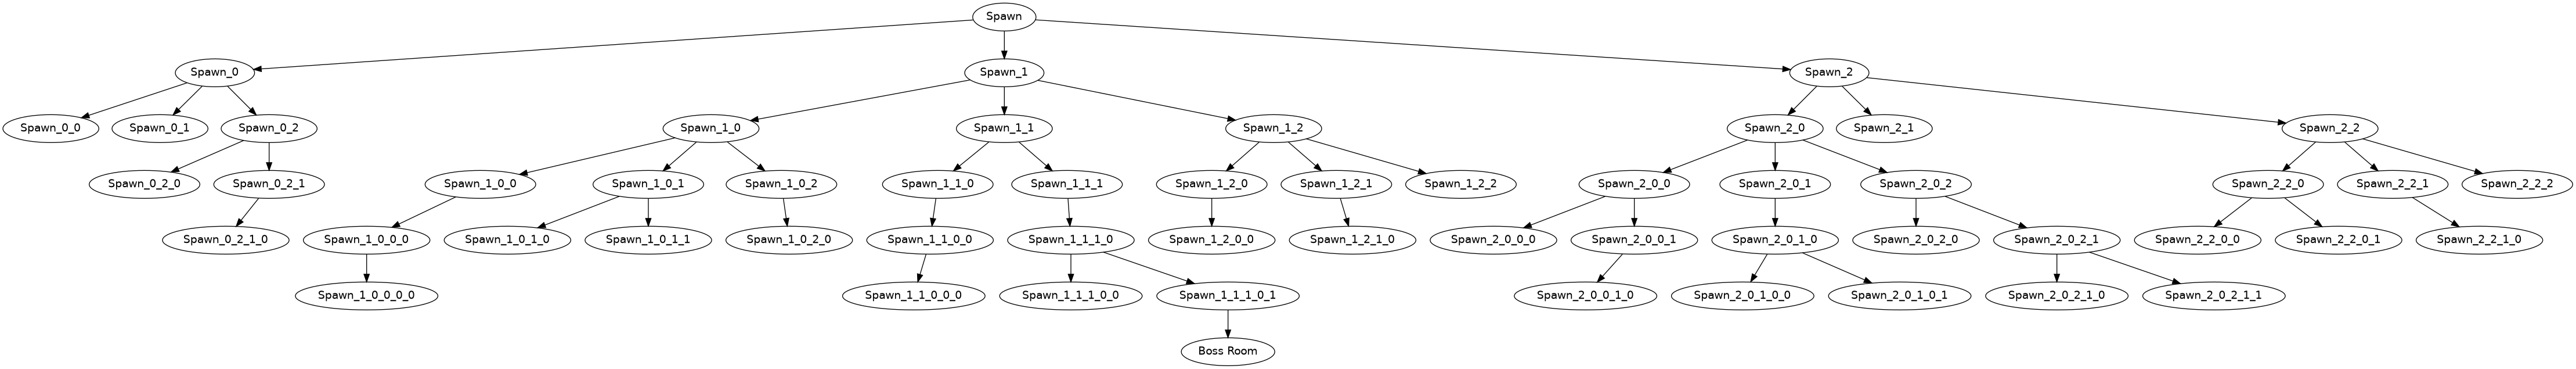 Spawn
Spawn_0
Spawn_1
Spawn_2
Spawn_0_0
Spawn_0_1
Spawn_0_2
Spawn_1_0
Spawn_1_1
Spawn_1_2
Spawn_2_0
Spawn_2_1
Spawn_2_2
Spawn_0_2_0
Spawn_0_2_1
Spawn_1_0_0
Spawn_1_0_1
Spawn_1_0_2
Spawn_1_1_0
Spawn_1_1_1
Spawn_1_2_0
Spawn_1_2_1
Spawn_1_2_2
Spawn_2_0_0
Spawn_2_0_1
Spawn_2_0_2
Spawn_2_2_0
Spawn_2_2_1
Spawn_2_2_2
Spawn_0_2_1_0
Spawn_1_0_0_0
Spawn_1_0_1_0
Spawn_1_0_1_1
Spawn_1_0_2_0
Spawn_1_1_0_0
Spawn_1_1_1_0
Spawn_1_2_0_0
Spawn_1_2_1_0
Spawn_2_0_0_0
Spawn_2_0_0_1
Spawn_2_0_1_0
Spawn_2_0_2_0
Spawn_2_0_2_1
Spawn_2_2_0_0
Spawn_2_2_0_1
Spawn_2_2_1_0
Spawn_1_0_0_0_0
Spawn_1_1_0_0_0
Spawn_1_1_1_0_0
Spawn_1_1_1_0_1
Spawn_2_0_0_1_0
Spawn_2_0_1_0_0
Spawn_2_0_1_0_1
Spawn_2_0_2_1_0
Spawn_2_0_2_1_1
Boss Room